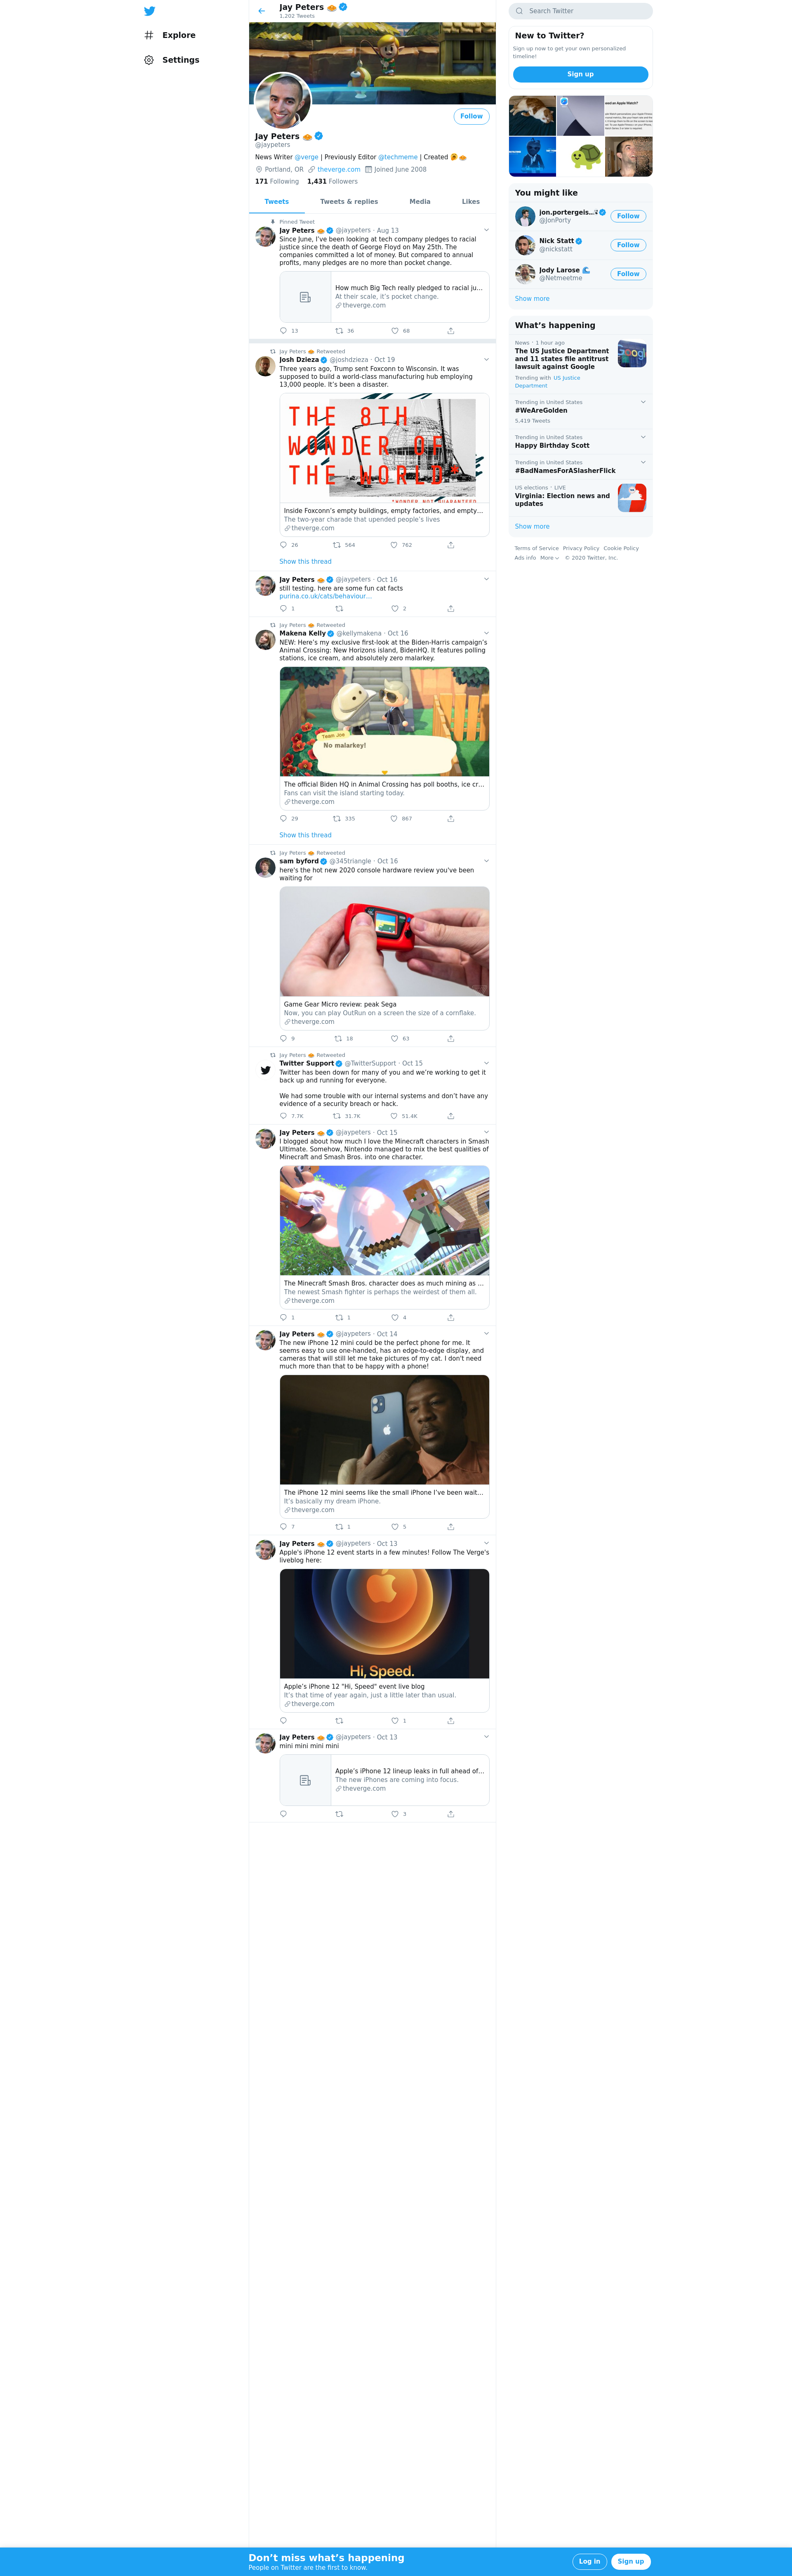 Explore
Settings
Jay Peters
1,202 Tweets
Follow
Jay Peters
@jaypeters
News Writer @verge | Previously Editor @techmeme | Created
Portland, OR theverge.com Joined June 2008
171 Following 1,431 Followers
Tweets Tweets & replies Media Likes
Pinned Tweet
Jay Peters @jaypeters · Aug 13
Since June, I've been looking at tech company pledges to racial
justice since the death of George Floyd on May 25th. The
companies committed a lot of money. But compared to annual
profits, many pledges are no more than pocket change.
How much Big Tech really pledged to racial ju...
At their scale, it's pocket change.
theverge.com
13 36 68
Jay Peters Retweeted
Josh Dzieza @joshdzieza · Oct 19
Three years ago, Trump sent Foxconn to Wisconsin. It was
supposed to build a world-class manufacturing hub employing
13,000 people. It's been a disaster.
THE 8TH
WONDER OF
THE WORLD*
*WONDER NOT GUARANTEED
Inside Foxconn's empty buildings, empty factories, and empty...
The two-year charade that upended people's lives
theverge.com
26 564 762
Show this thread
Jay Peters @jaypeters · Oct 16
still testing. here are some fun cat facts
purina.co.uk/cats/behaviour...
1 2
Jay Peters Retweeted
Makena Kelly @kellymakena · Oct 16
NEW: Here's my exclusive first-look at the Biden-Harris campaign's
Animal Crossing: New Horizons island, BidenHQ. It features polling
stations, ice cream, and absolutely zero malarkey.
Team Joe
No malarkey!
The official Biden HQ in Animal Crossing has poll booths, ice cr...
Fans can visit the island starting today.
theverge.com
29 335 867
Show this thread
Jay Peters Retweeted
sam byford @345triangle · Oct 16
here's the hot new 2020 console hardware review you've been
waiting for
Game Gear Micro review: peak Sega
Now, you can play OutRun on a screen the size of a cornflake.
theverge.com
9 18 63
Jay Peters Retweeted
Twitter Support @TwitterSupport · Oct 15
Twitter has been down for many of you and we're working to get it
back up and running for everyone.
We had some trouble with our internal systems and don't have any
evidence of a security breach or hack.
7.7K 31.7K 51.4K
Jay Peters @jaypeters · Oct 15
I blogged about how much I love the Minecraft characters in Smash
Ultimate. Somehow, Nintendo managed to mix the best qualities of
Minecraft and Smash Bros. into one character.
The Minecraft Smash Bros. character does as much mining as ...
The newest Smash fighter is perhaps the weirdest of them all.
theverge.com
1 1 4
Jay Peters @jaypeters · Oct 14
The new iPhone 12 mini could be the perfect phone for me. It
seems easy to use one-handed, has an edge-to-edge display, and
cameras that will still let me take pictures of my cat. I don't need
much more than that to be happy with a phone!
The iPhone 12 mini seems like the small iPhone I've been wait...
It's basically my dream iPhone.
theverge.com
7 1 5
Jay Peters @jaypeters · Oct 13
Apple's iPhone 12 event starts in a few minutes! Follow The Verge's
liveblog here:
Hi, Speed.
Apple's iPhone 12 "Hi, Speed" event live blog
It's that time of year again, just a little later than usual.
theverge.com
1
Jay Peters @jaypeters · Oct 13
mini mini mini mini
Apple's iPhone 12 lineup leaks in full ahead of...
The new iPhones are coming into focus.
theverge.com
3
Search Twitter
New to Twitter?
Sign up now to get your own personalized
timeline!
Sign up
You might like
jon.portergeis...
@JonPorty
Follow
Nick Statt
@nickstatt
Follow
Jody Larose
@Netmeetme
Follow
Show more
What's happening
News · 1 hour ago
The US Justice Department
and 11 states file antitrust
lawsuit against Google
Trending with US Justice
Department
Trending in United States
#WeAreGolden
5,419 Tweets
Trending in United States
Happy Birthday Scott
Trending in United States
#BadNamesForASlasherFlick
US elections · LIVE
Virginia: Election news and
updates
Show more
Terms of Service Privacy Policy Cookie Policy
Ads info More © 2020 Twitter, Inc.
Don't miss what's happening
People on Twitter are the first to know.
Log in Sign up